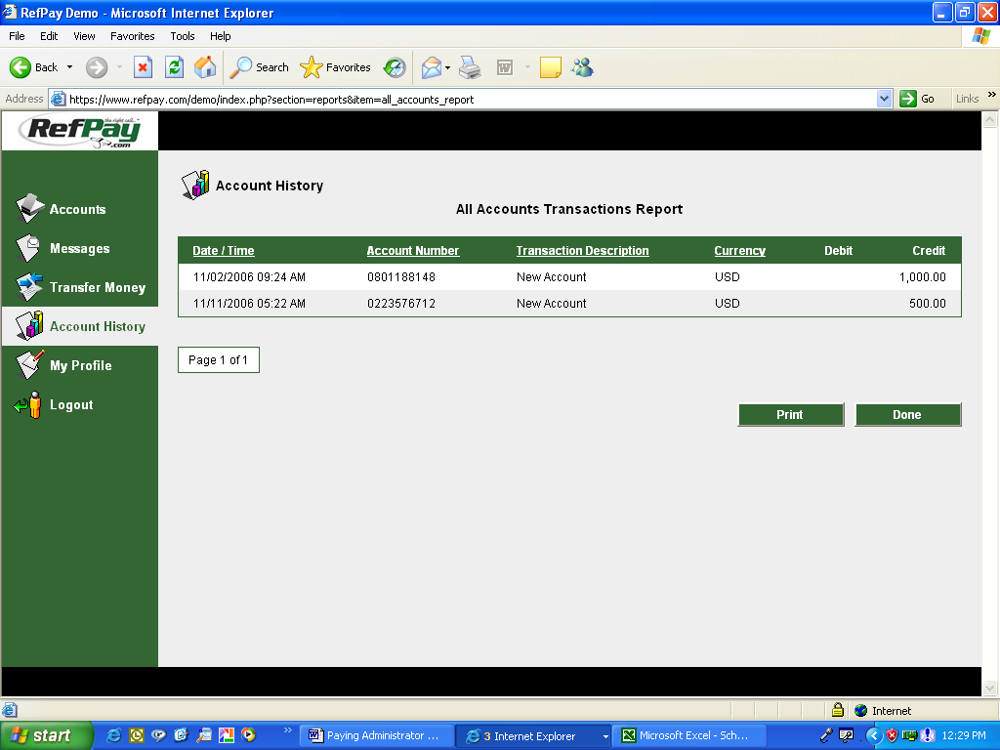 RefPay Demo - Microsoft Internet Explorer
File Edit View Favorites Tools Help
Back Search Favorites
Address https://www.refpay.com/demo/index.php?section=reports&item=all_accounts_report Go Links »
the right call...
RefPay
.com
Accounts
Messages
Transfer Money
Account History
My Profile
Logout
Account History
All Accounts Transactions Report
Date / Time Account Number Transaction Description Currency Debit Credit
11/02/2006 09:24 AM 0801188148 New Account USD 1,000.00
11/11/2006 05:22 AM 0223576712 New Account USD 500.00
Page 1 of 1
Print Done
Internet
start » Paying Administrator ... 3 Internet Explorer Microsoft Excel - Sch... 12:29 PM